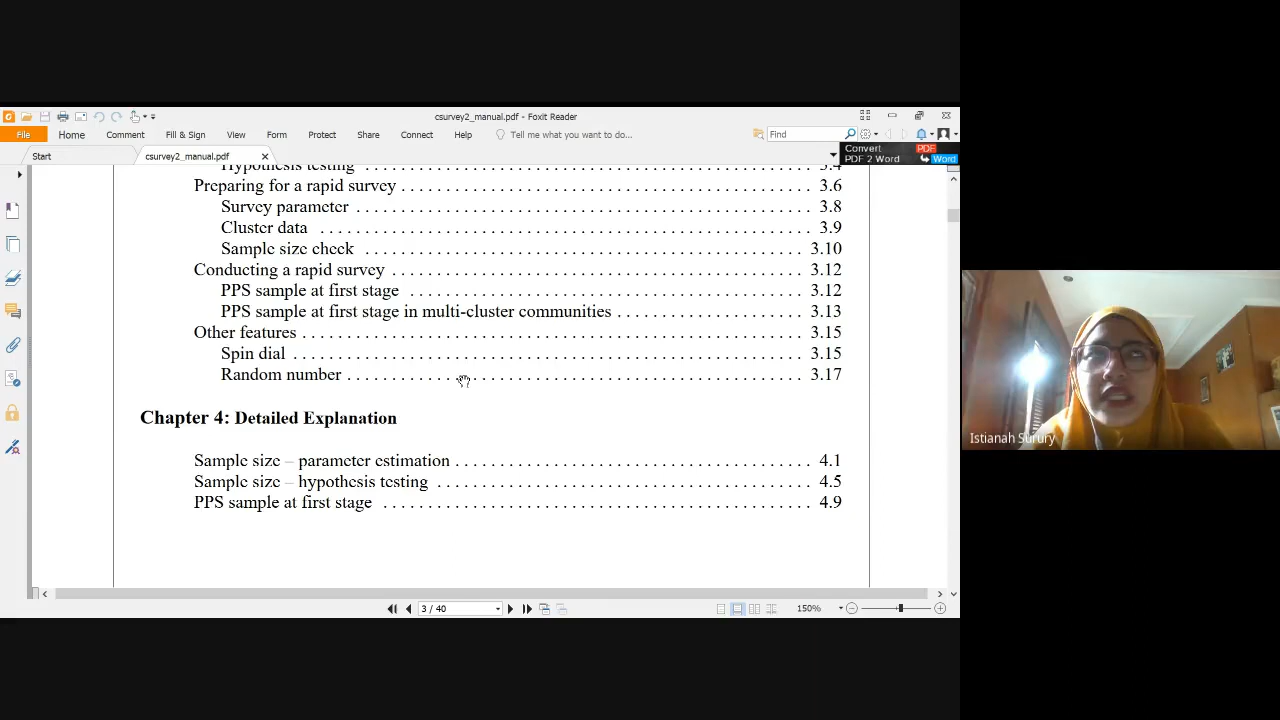 csurvey2_manual.pdf - Foxit Reader
File Home Comment Fill & Sign View Form Protect Share Connect Help Tell me what you want to do... Find
Convert PDF
PDF 2 Word Word
Start csurvey2_manual.pdf
Hypothesis testing 3.4
Preparing for a rapid survey . . . . . . . . . . 3.6
Survey parameter . . . . . . . . . . 3.8
Cluster data . . . . . . . . . . 3.9
Sample size check . . . . . . . . . . 3.10
Conducting a rapid survey . . . . . . . . . . 3.12
PPS sample at first stage . . . . . . . . . . 3.12
PPS sample at first stage in multi-cluster communities . . . . . . . . . . 3.13
Other features . . . . . . . . . . 3.15
Spin dial . . . . . . . . . . 3.15
Random number . . . . . . . . . . 3.17
Chapter 4: Detailed Explanation
Sample size – parameter estimation . . . . . . . . . . 4.1
Sample size – hypothesis testing . . . . . . . . . . 4.5
PPS sample at first stage . . . . . . . . . . 4.9
3 / 40 150%
Istianah Surury